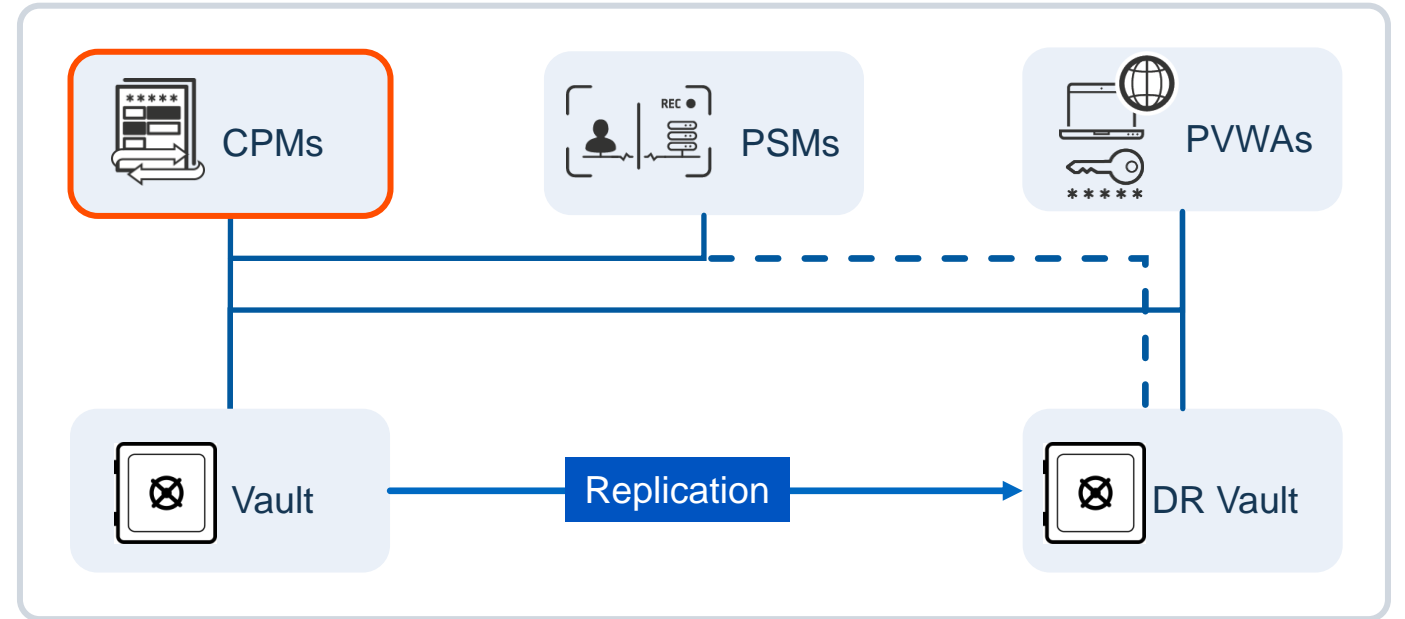 *****
CPMs
REC
PSMs
PVWAs
*****
Vault
Replication
DR Vault